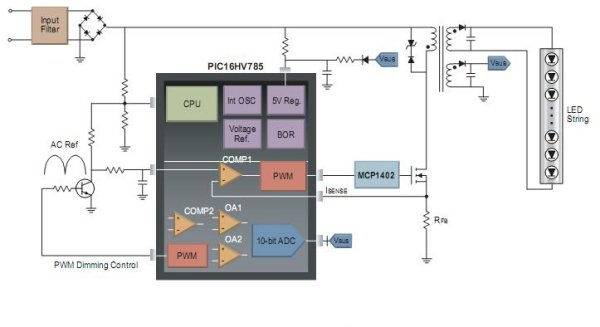 Input
Filter
PIC16HV785
VBUS
VBUS
CPU
Int OSC
5V Reg.
Voltage
Ref.
BOR
LED
String
AC Ref
COMP1
PWM
MCP1402
ISENSE
COMP2
OA1
OA2
PWM
10-bit ADC
VBUS
RFB
PWM Dimming Control